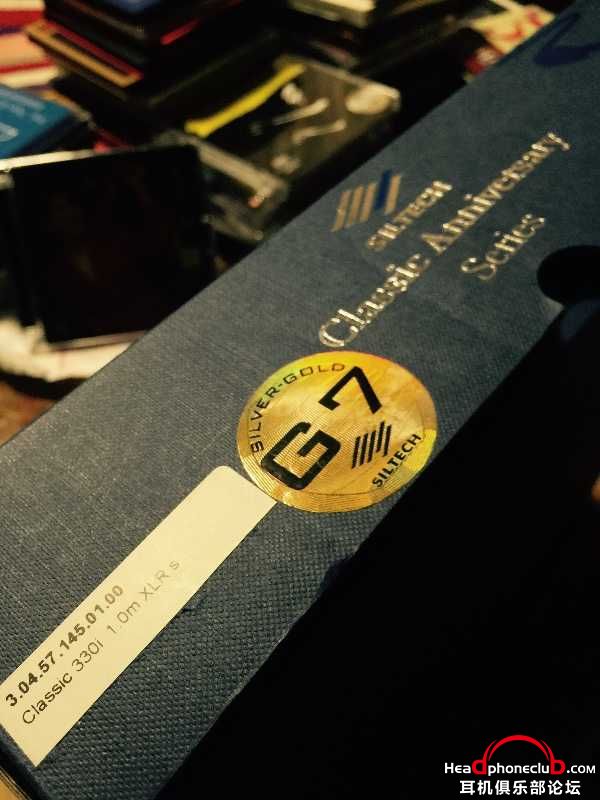 SILTECH
Classic Anniversary
Series
SILVER-GOLD
G7
SILTECH
3.04.57.145.01.00
Classic 330i 1.0m XLR s
HeadphoneclUb.com
耳机俱乐部论坛